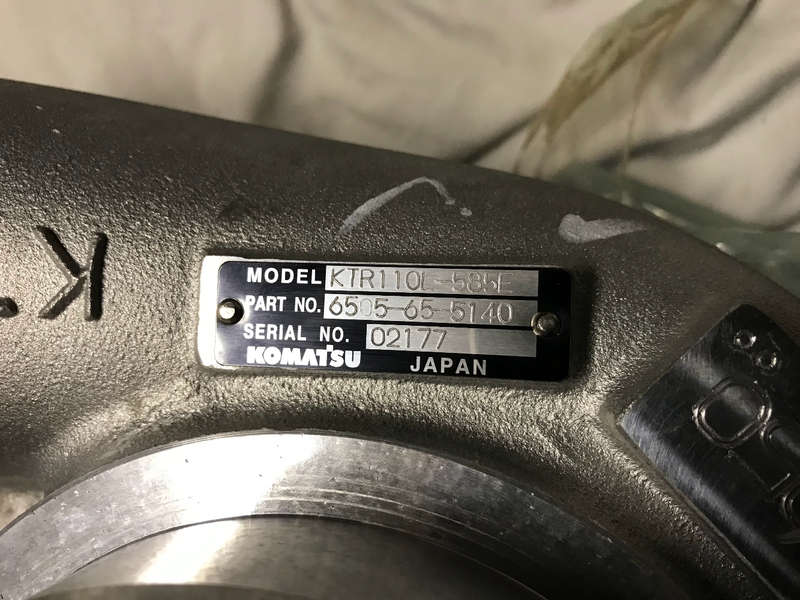 MODEL KTR110L-585E
PART NO. 6505-65-5140
SERIAL NO. 02177
KOMATSU JAPAN
K.